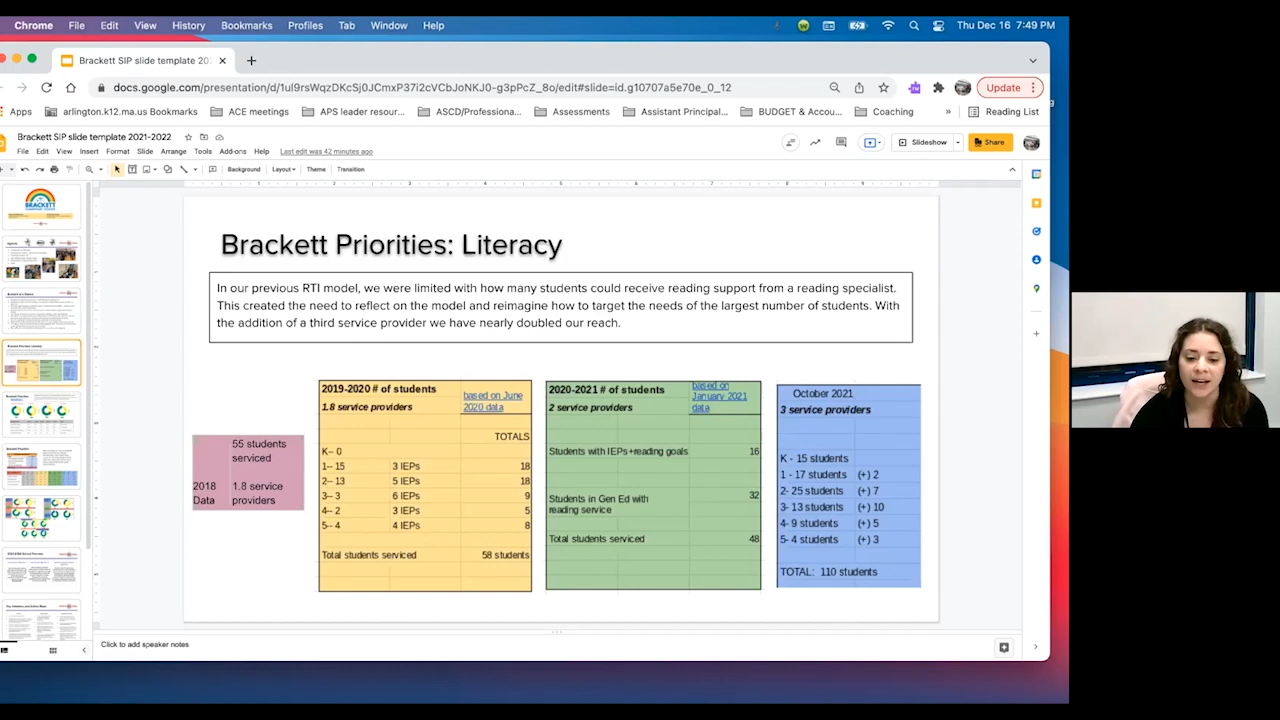 Chrome File Edit View History Bookmarks Profiles Tab Window Help Thu Dec 16 7:49 PM
Brackett SIP slide template 20
docs.google.com/presentation/d/1uI9rsWqzDKcSj0JCmxP37i2cVCbJoNKJ0-g3pPcZ_8o/edit#slide=id.g10707a5e70e_0_12 Update
Apps arlington.k12.ma.us Bookmarks ACE meetings APS leader resour... ASCD/Professiona... Assessments Assistant Principal... BUDGET & Accou... Coaching » Reading List
Brackett SIP slide template 2021-2022
File Edit View Insert Format Slide Arrange Tools Add-ons Help Last edit was 42 minutes ago
Slideshow Share
Background Layout Theme Transition
BRACKETT
Brackett Priorities- Literacy
In our previous RTI model, we were limited with how many students could receive reading support from a reading specialist.
This creates a need to reflect on the model and imagine how to target the needs of a larger number of students. With
the addition of a third service provider we have nearly doubled our reach.
55 students
serviced
2018
Data
1.8 service
providers
2019-2020 # of students
based on June
2020 data
1.8 service providers
TOTALS
K-- 0
1-- 15 3 IEPs 18
2-- 13 5 IEPs 18
3-- 3 6 IEPs 9
4-- 2 3 IEPs 5
5-- 4 4 IEPs 8
Total students serviced 58 students
2020-2021 # of students
based on
January 2021
data
2 service providers
Students with IEPs+reading goals 16
Students in Gen Ed with
reading service 32
Total students serviced 48
October 2021
3 service providers
K - 15 students
1 - 17 students (+) 2
2- 25 students (+) 7
3- 13 students (+) 10
4- 9 students (+) 5
5- 4 students (+) 3
TOTAL: 110 students
Click to add speaker notes